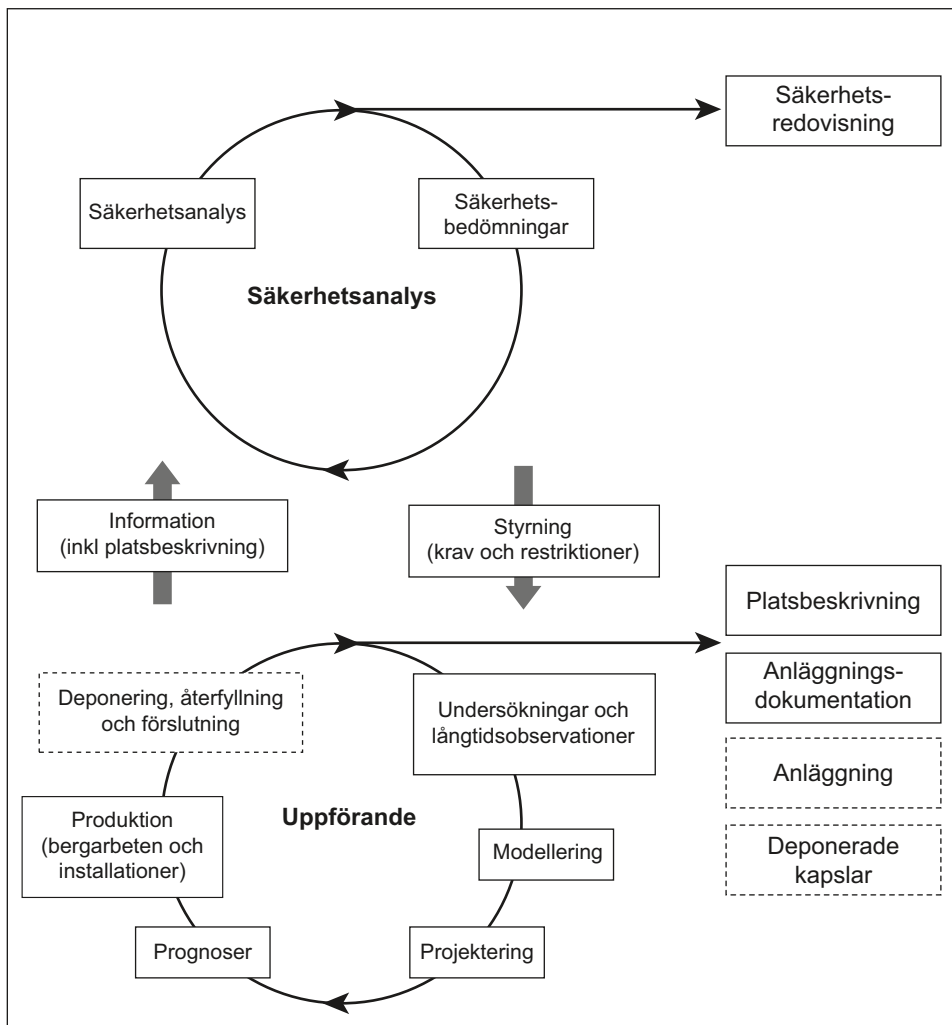 Säkerhets-
redovisning
Säkerhetsanalys
Säkerhets-
bedömningar
Säkerhetsanalys
Information
(inkl platsbeskrivning)
Styrning
(krav och restriktioner)
Platsbeskrivning
Deponering, återfyllning
och förslutning
Undersökningar och
långtidsobservationer
Anläggnings-
dokumentation
Anläggning
Produktion
(bergarbeten och
installationer)
Uppförande
Modellering
Deponerade
kapslar
Prognoser
Projektering